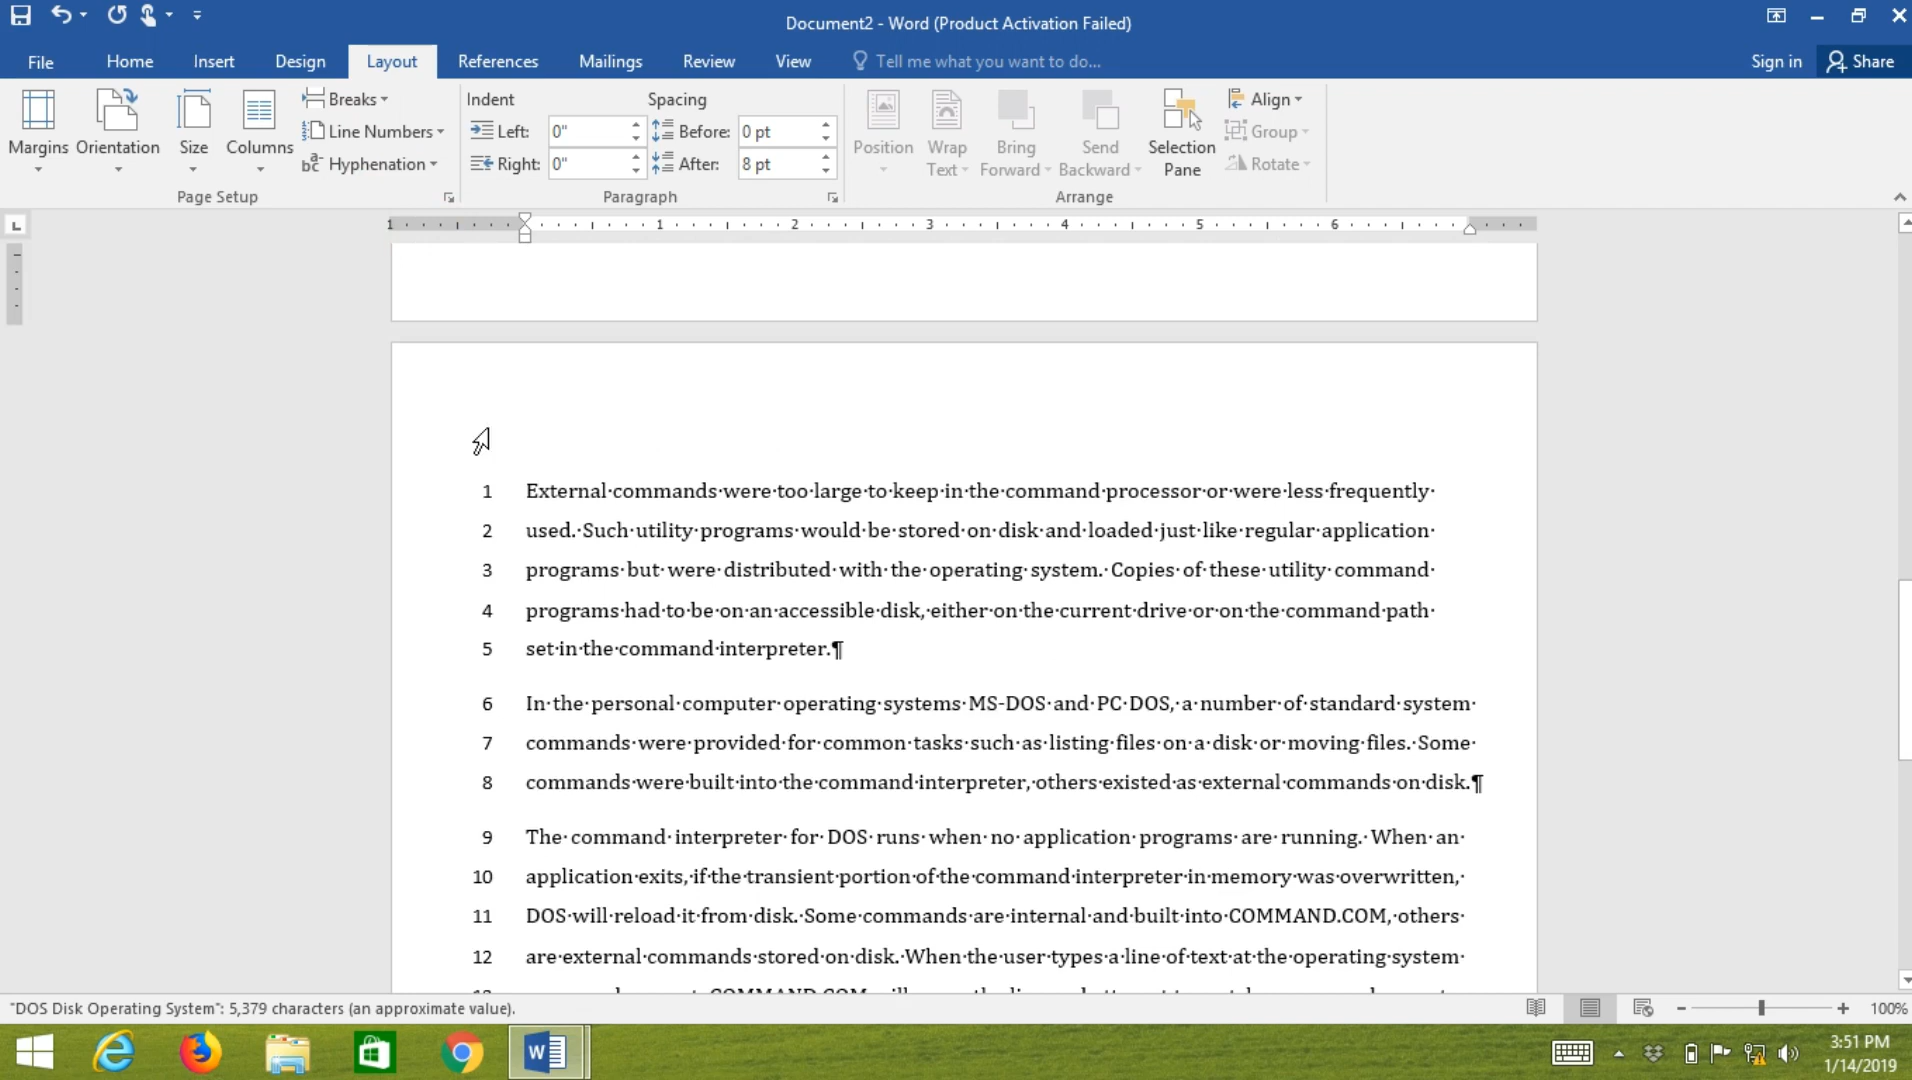 Document2 - Word (Product Activation Failed)
File Home Insert Design Layout References Mailings Review View Tell me what you want to do... Sign in Share
Margins Orientation Size Columns
Breaks
Line Numbers
Hyphenation
Page Setup
Indent Spacing
Left: 0" Before: 0 pt
Right: 0" After: 8 pt
Paragraph
Position Wrap Text Bring Forward Send Backward Selection Pane
Align
Group
Rotate
Arrange
L 1 1 2 3 4 5 6
1 External·commands·were·too·large·to·keep·in·the·command·processor·or·were·less·frequently·
2 used.·Such·utility·programs·would·be·stored·on·disk·and·loaded·just·like·regular·application·
3 programs·but·were·distributed·with·the·operating·system.·Copies·of·these·utility·command·
4 programs·had·to·be·on·an·accessible·disk,·either·on·the·current·drive·or·on·the·command·path·
5 set·in·the·command·interpreter.¶
6 In·the·personal·computer·operating·systems·MS-DOS·and·PC·DOS,·a·number·of·standard·system·
7 commands·were·provided·for·common·tasks·such·as·listing·files·on·a·disk·or·moving·files.·Some·
8 commands·were·built·into·the·command·interpreter,·others·existed·as·external·commands·on·disk.¶
9 The·command·interpreter·for·DOS·runs·when·no·application·programs·are·running.·When·an·
10 application·exits,·if·the·transient·portion·of·the·command·interpreter·in·memory·was·overwritten,·
11 DOS·will·reload·it·from·disk.·Some·commands·are·internal·and·built·into·COMMAND.COM,·others·
12 are·external·commands·stored·on·disk.·When·the·user·types·a·line·of·text·at·the·operating·system·
"DOS Disk Operating System": 5,379 characters (an approximate value). 100%
3:51 PM
1/14/2019